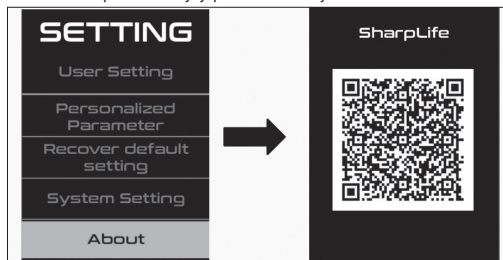 SETTING
User Setting
Personalized
Parameter
Recover default
setting
System Setting
About
SharpLife